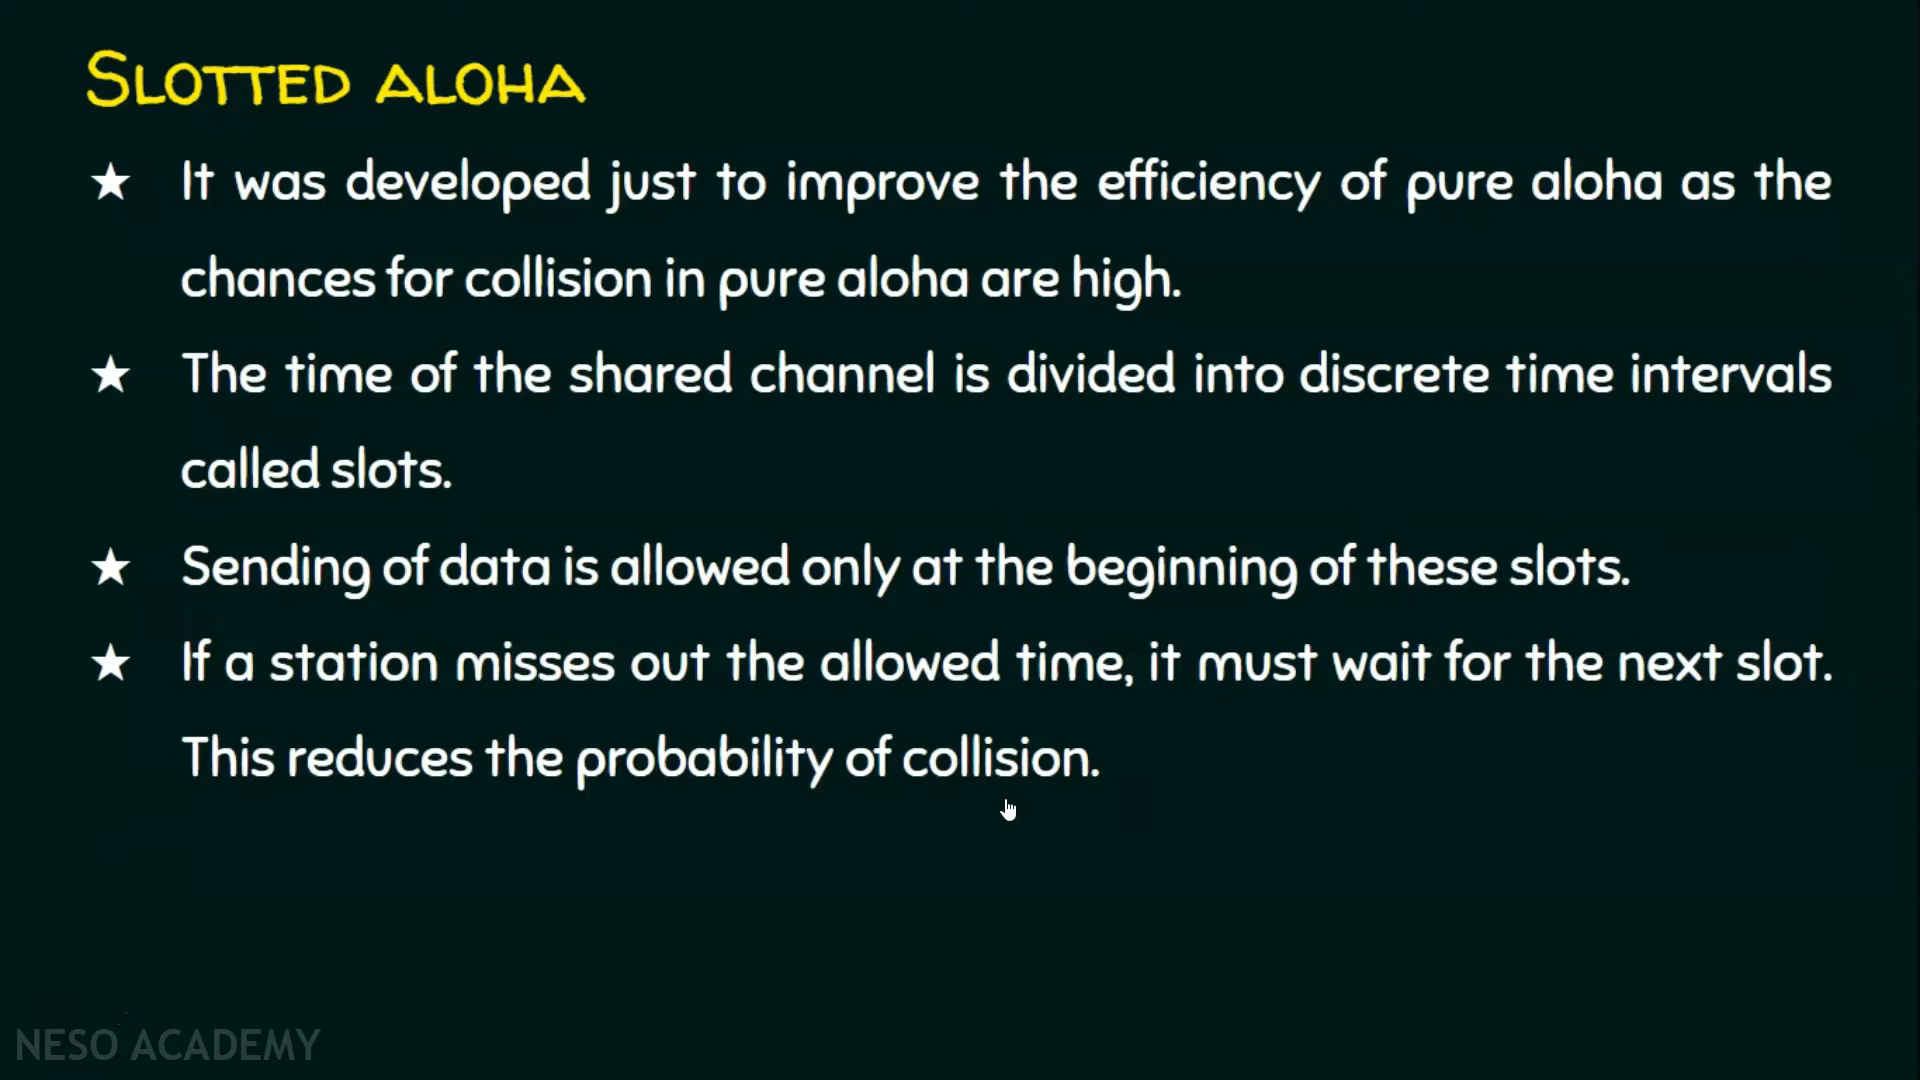 SLOTTED ALOHA
★ It was developed just to improve the efficiency of pure aloha as the
chances for collision in pure aloha are high.
★ The time of the shared channel is divided into discrete time intervals
called slots.
★ Sending of data is allowed only at the beginning of these slots.
★ If a station misses out the allowed time, it must wait for the next slot.
This reduces the probability of collision.
NESO ACADEMY